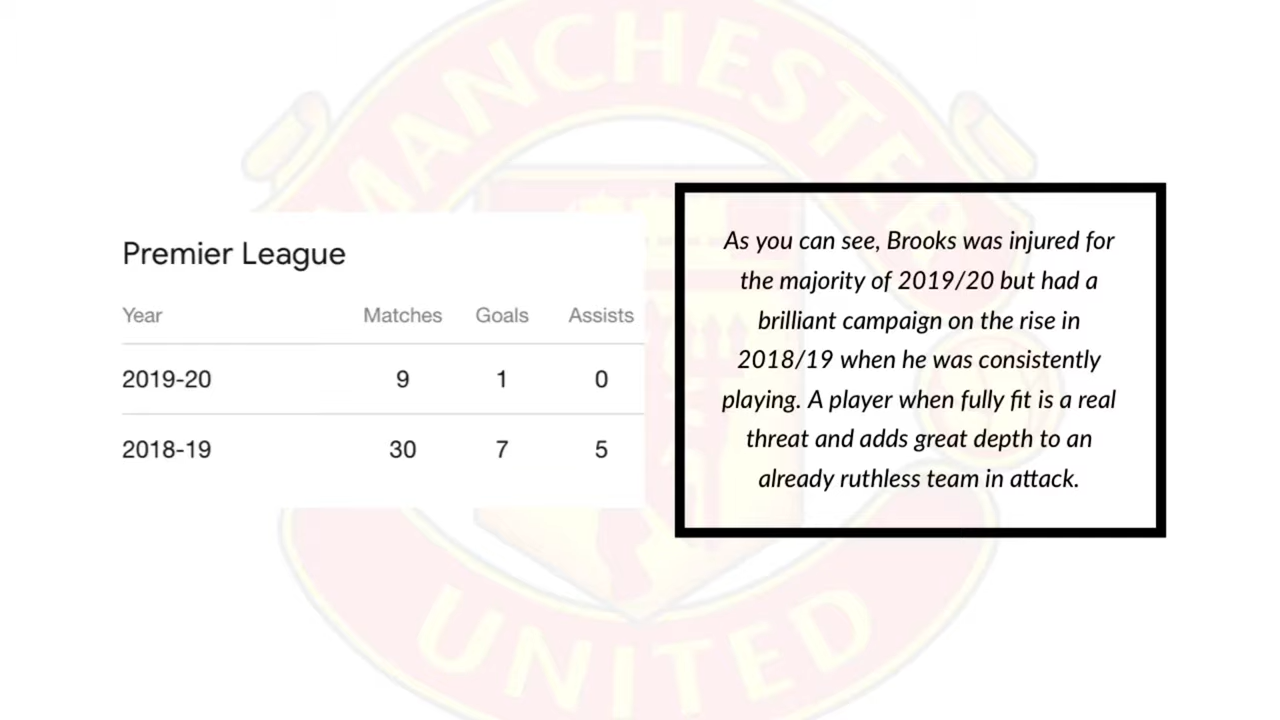 MANCHESTER
Premier League
Year Matches Goals Assists
2019-20 9 1 0
2018-19 30 7 5
As you can see, Brooks was injured for
the majority of 2019/20 but had a
brilliant campaign on the rise in
2018/19 when he was consistently
playing. A player when fully fit is a real
threat and adds great depth to an
already ruthless team in attack.
UNITED